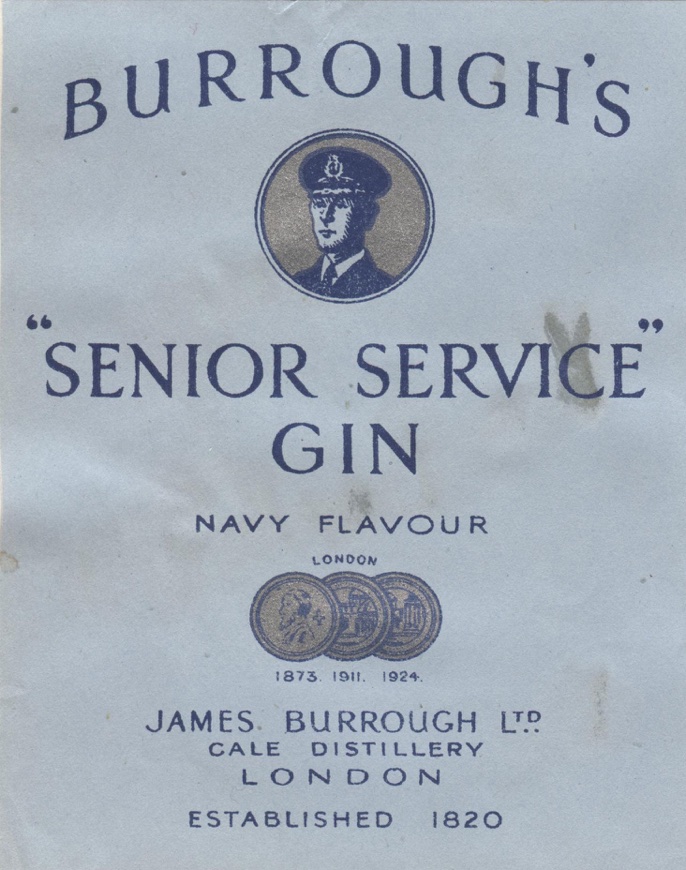 BURROUGH'S
"SENIOR SERVICE"
GIN
NAVY FLAVOUR
LONDON
1873. 1911. 1924.
JAMES BURROUGH LTD.
CALE DISTILLERY
LONDON
ESTABLISHED 1820